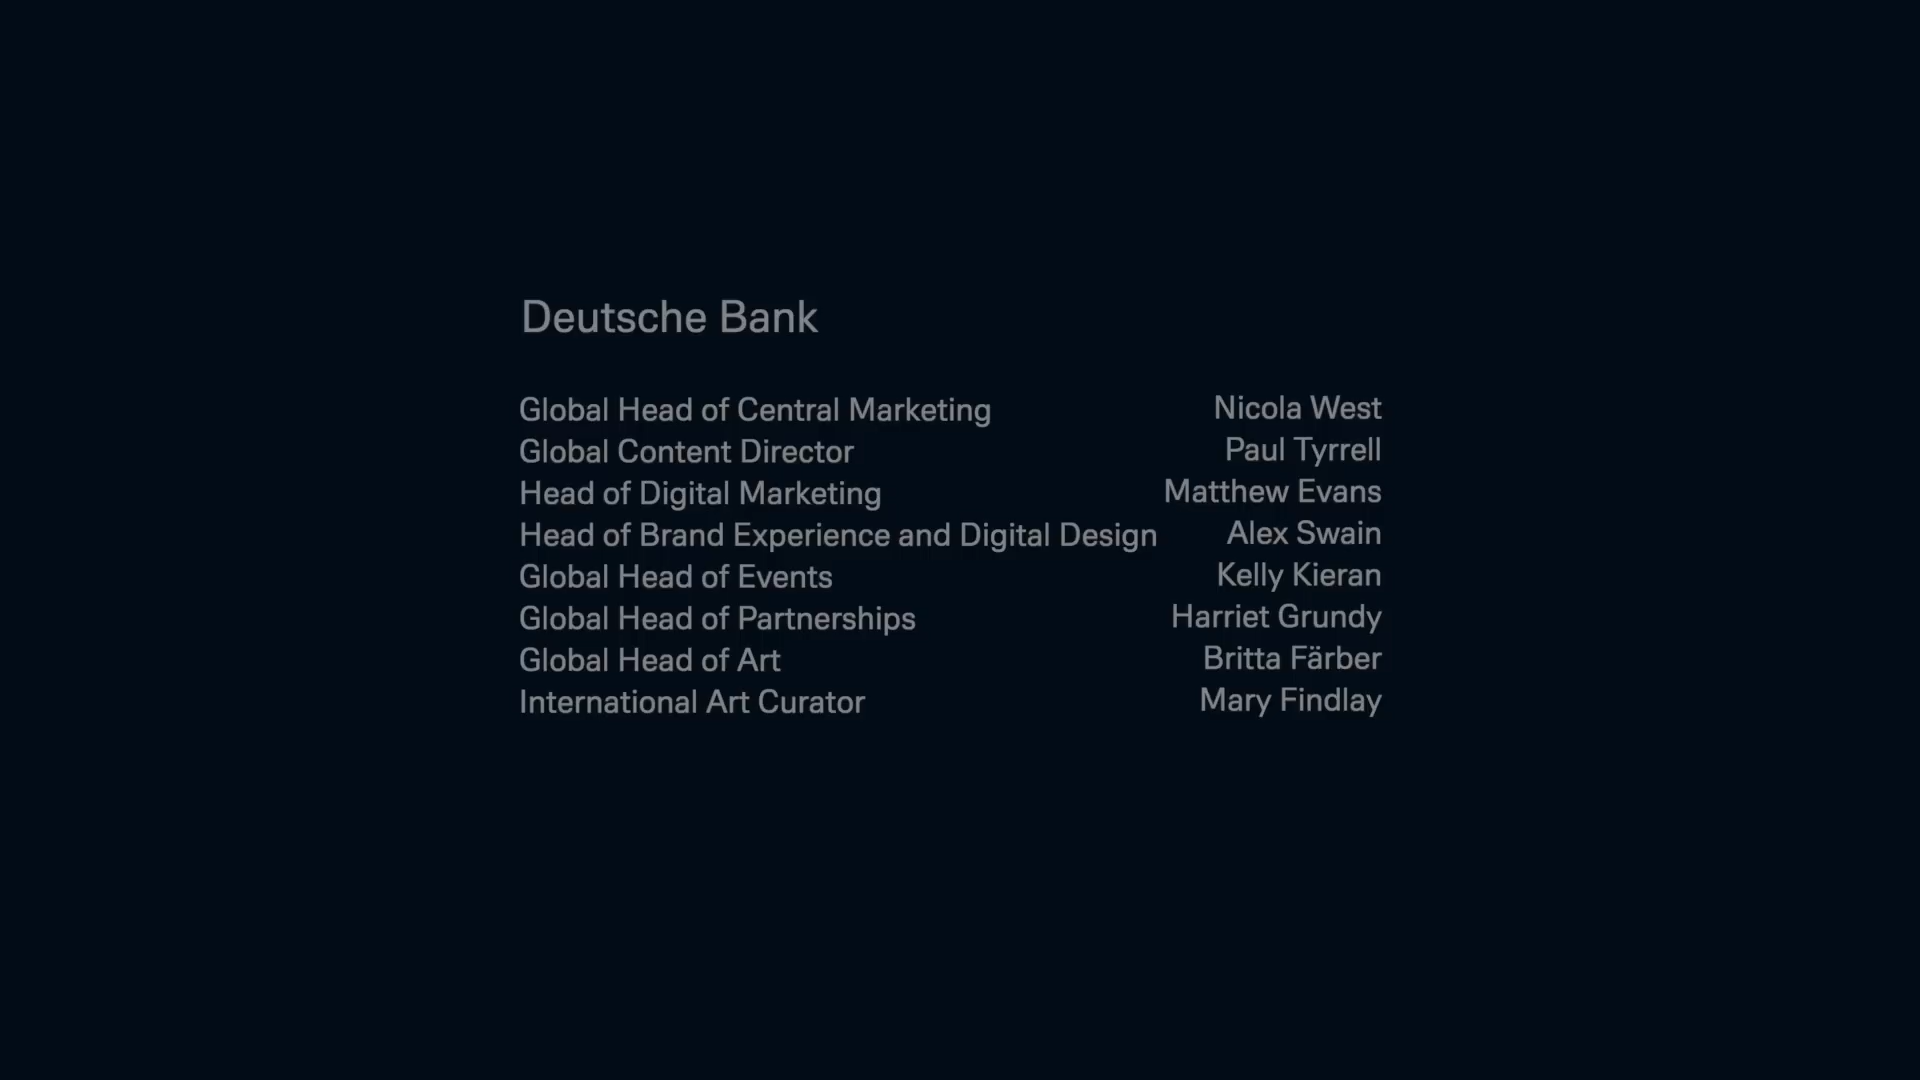 Deutsche Bank
Global Head of Central Marketing Nicola West
Global Content Director Paul Tyrrell
Head of Digital Marketing Matthew Evans
Head of Brand Experience and Digital Design Alex Swain
Global Head of Events Kelly Kieran
Global Head of Partnerships Harriet Grundy
Global Head of Art Britta Färber
International Art Curator Mary Findlay